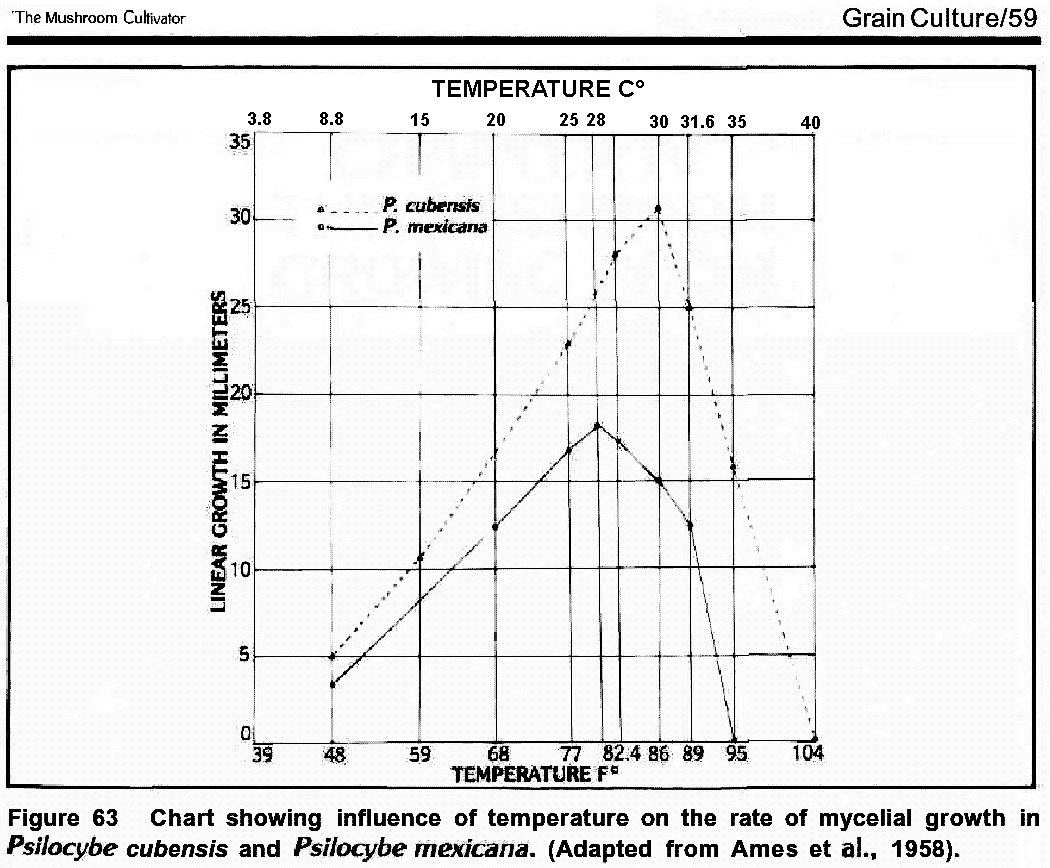 The Mushroom Cultivator
Grain Culture/59
TEMPERATURE C°
3.8 8.8 15 20 25 28 30 31.6 35 40
35
30
25
20
15
10
5
0
LINEAR GROWTH IN MILLIMETERS
P. cubensis
P. mexicana
39 48 59 68 77 82.4 86 89 95 104
TEMPERATURE F°
Figure 63 Chart showing influence of temperature on the rate of mycelial growth in
Psilocybe cubensis and Psilocybe mexicana. (Adapted from Ames et al., 1958).